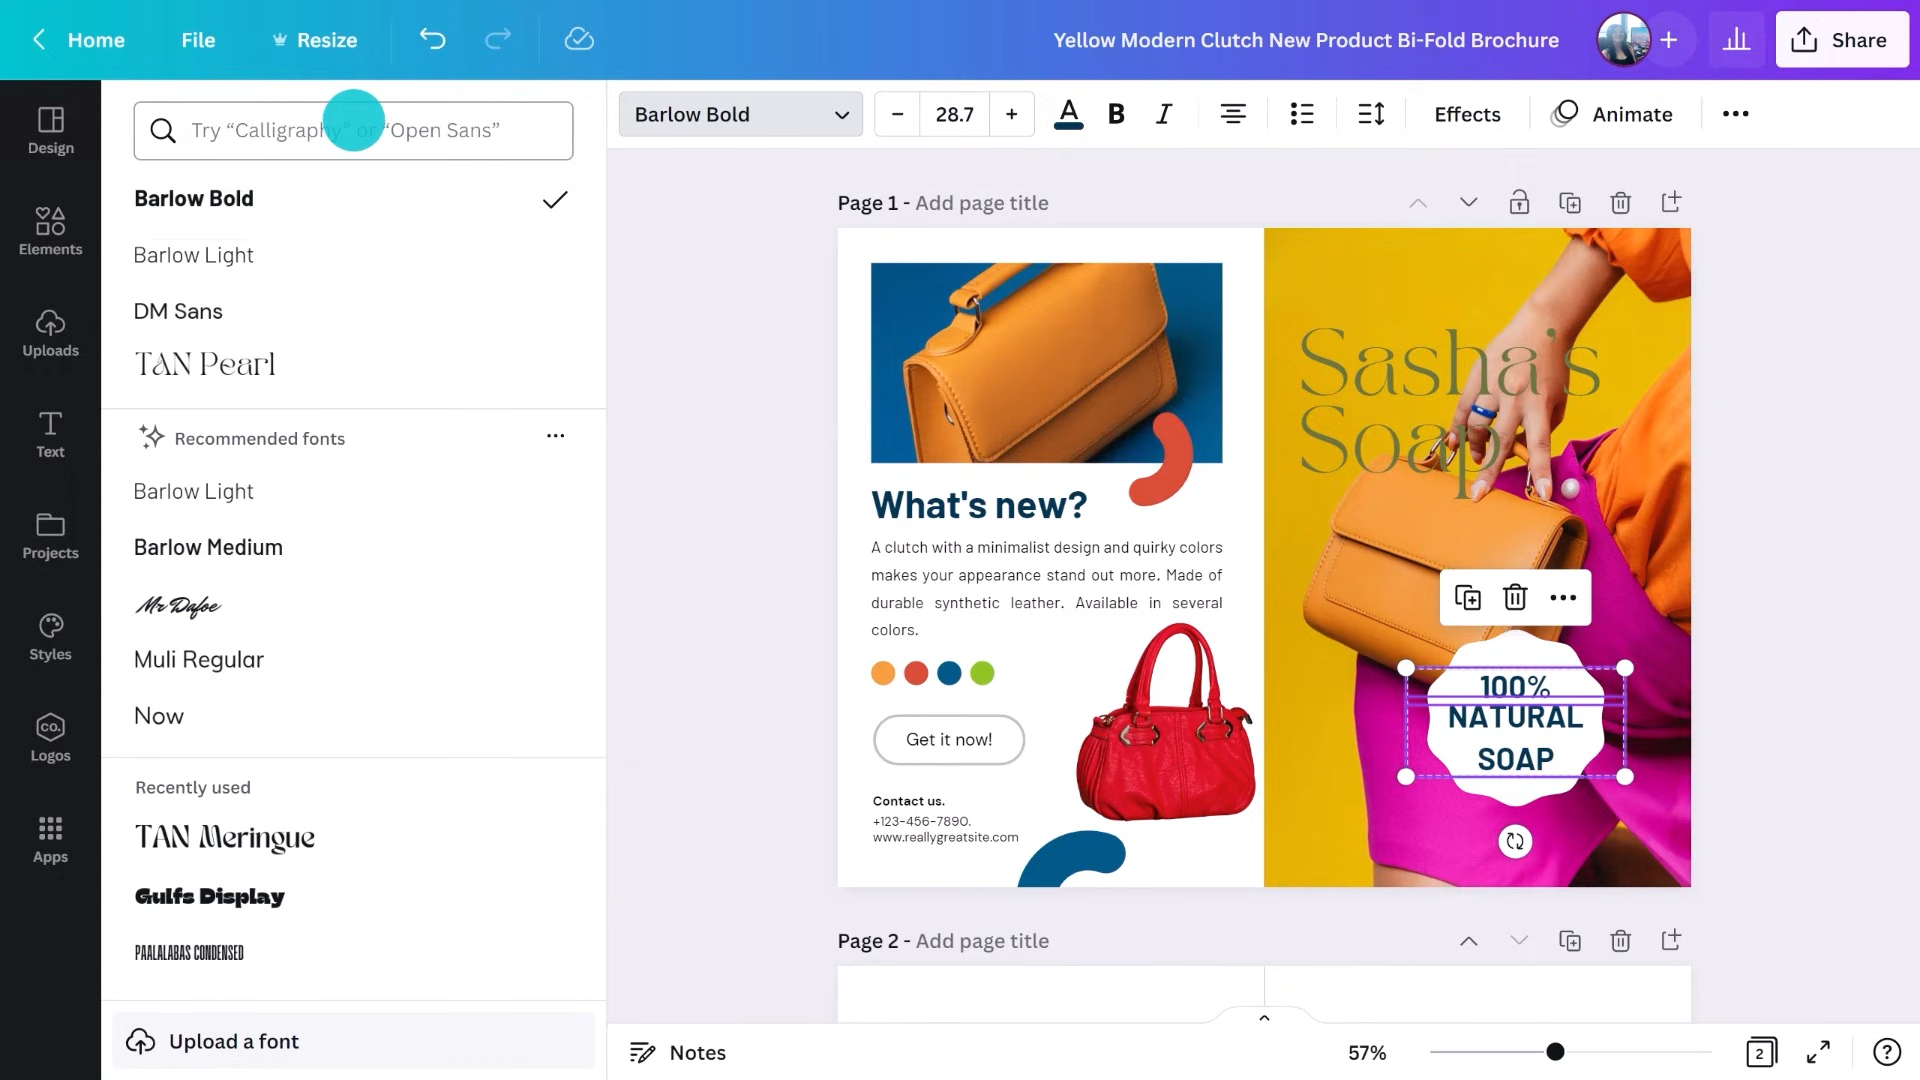 Home
File
Resize
Yellow Modern Clutch New Product Bi-Fold Brochure
Share
Design
Elements
Uploads
Text
Projects
Styles
co.
Logos
Apps
Try “Calligraphy” or “Open Sans”
Barlow Bold
Barlow Light
DM Sans
TAN Pearl
Recommended fonts
Barlow Light
Barlow Medium
Mr Dafoe
Muli Regular
Now
Recently used
TAN Meringue
Gulfs Display
PAALALABAS CONDENSED
Upload a font
Barlow Bold
28.7
A
B
I
Effects
Animate
Page 1 - Add page title
What's new?
A clutch with a minimalist design and quirky colors
makes your appearance stand out more. Made of
durable synthetic leather. Available in several
colors.
Get it now!
Contact us.
+123-456-7890.
www.reallygreatsite.com
Sasha's
Soap
100%
NATURAL
SOAP
Page 2 - Add page title
Notes
57%
2